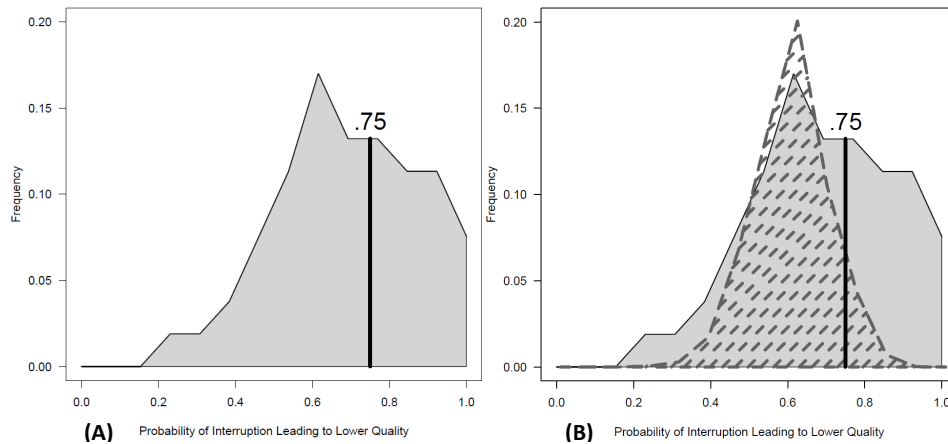 0.20
0.15
0.10
0.05
0.00
Frequency
.75
0.0 0.2 0.4 0.6 0.8 1.0
(A) Probability of Interruption Leading to Lower Quality
0.20
0.15
0.10
0.05
0.00
Frequency
.75
0.0 0.2 0.4 0.6 0.8 1.0
(B) Probability of Interruption Leading to Lower Quality